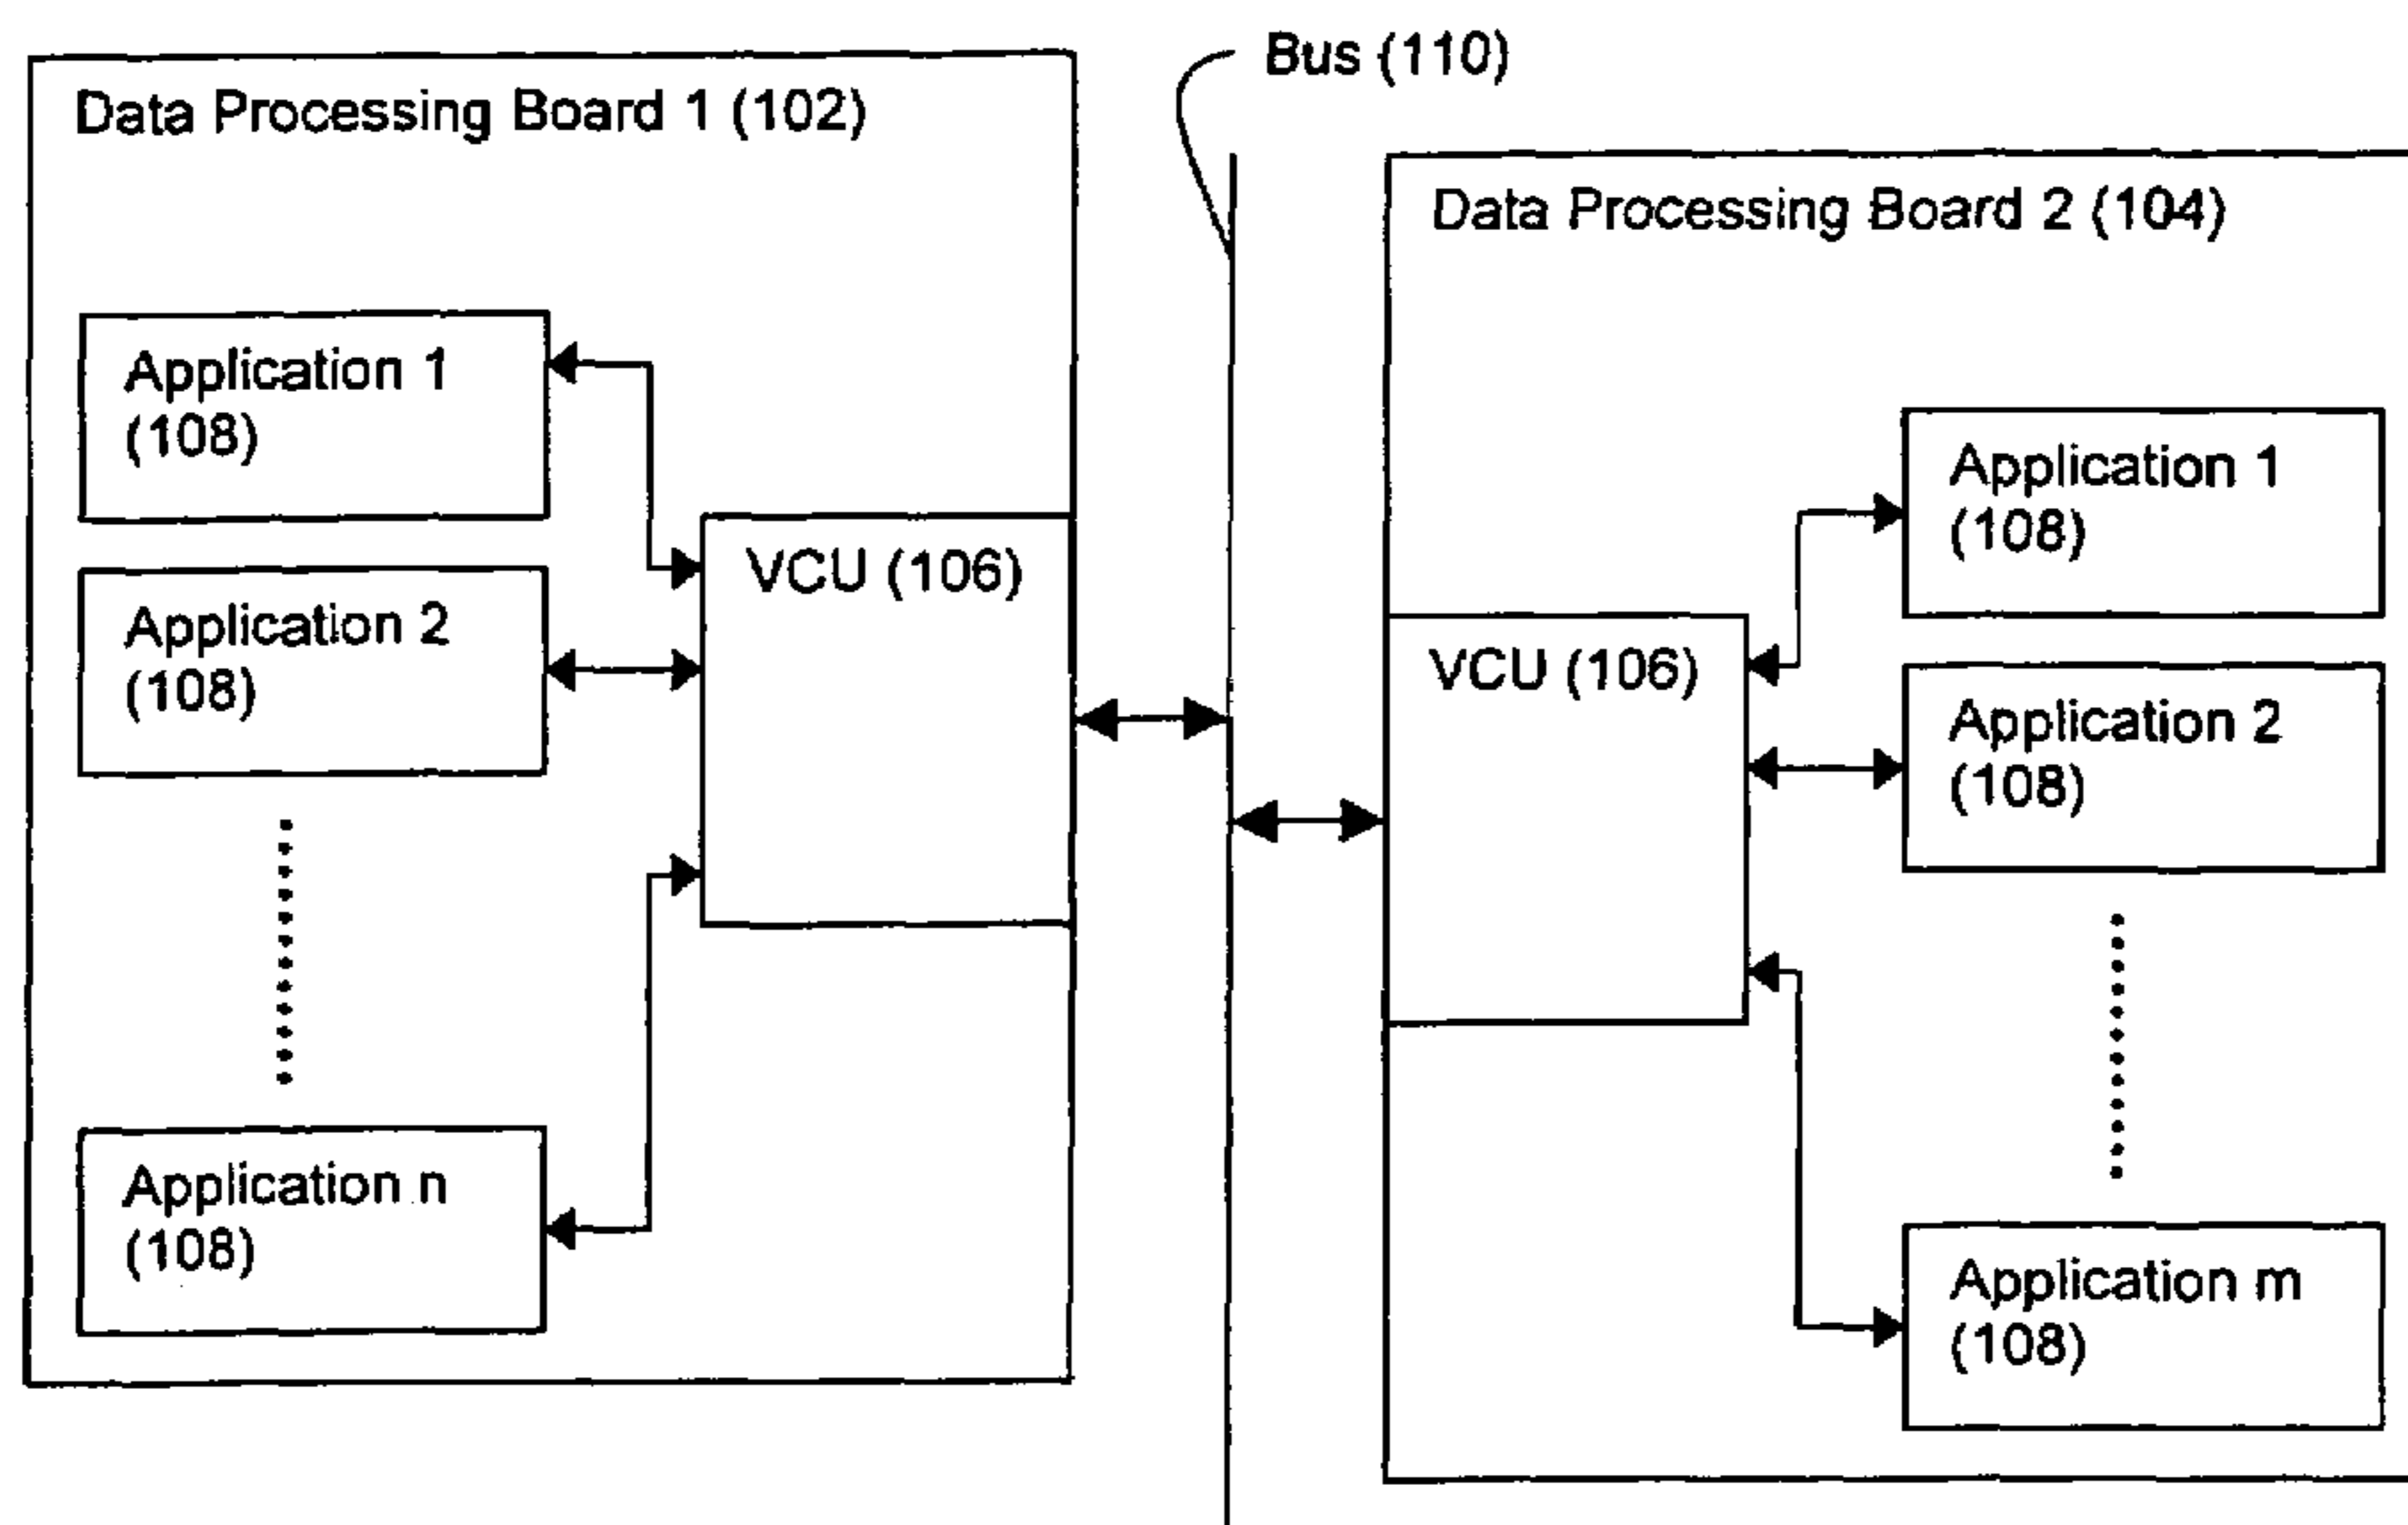 Bus (110)
Data Processing Board 1 (102)
Application 1
(108)
VCU (106)
Application 2
(108)
Application n
(108)
Data Processing Board 2 (104)
Application 1
(108)
VCU (106)
Application 2
(108)
Application m
(108)